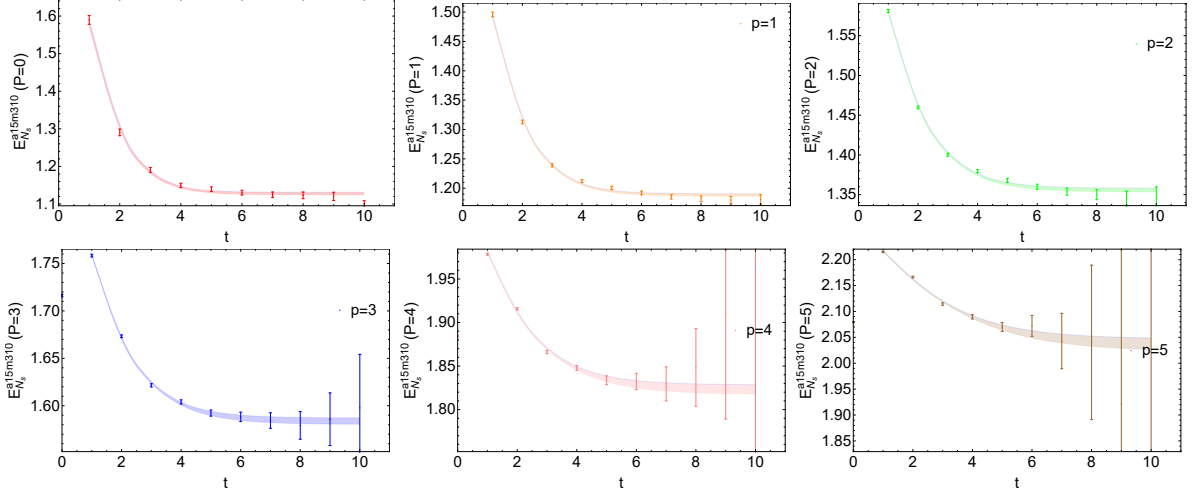 1.6
1.5
1.4
1.3
1.2
1.1
0 2 4 6 8 10
t
E_{N_s}^{a15m310} (P=0)
1.50
1.45
1.40
1.35
1.30
1.25
1.20
0 2 4 6 8 10
t
E_{N_s}^{a15m310} (P=1)
p=1
1.55
1.50
1.45
1.40
1.35
0 2 4 6 8 10
t
E_{N_s}^{a15m310} (P=2)
p=2
1.75
1.70
1.65
1.60
0 2 4 6 8 10
t
E_{N_s}^{a15m310} (P=3)
p=3
1.95
1.90
1.85
1.80
0 2 4 6 8 10
t
E_{N_s}^{a15m310} (P=4)
p=4
2.20
2.15
2.10
2.05
2.00
1.95
1.90
1.85
0 2 4 6 8 10
t
E_{N_s}^{a15m310} (P=5)
p=5